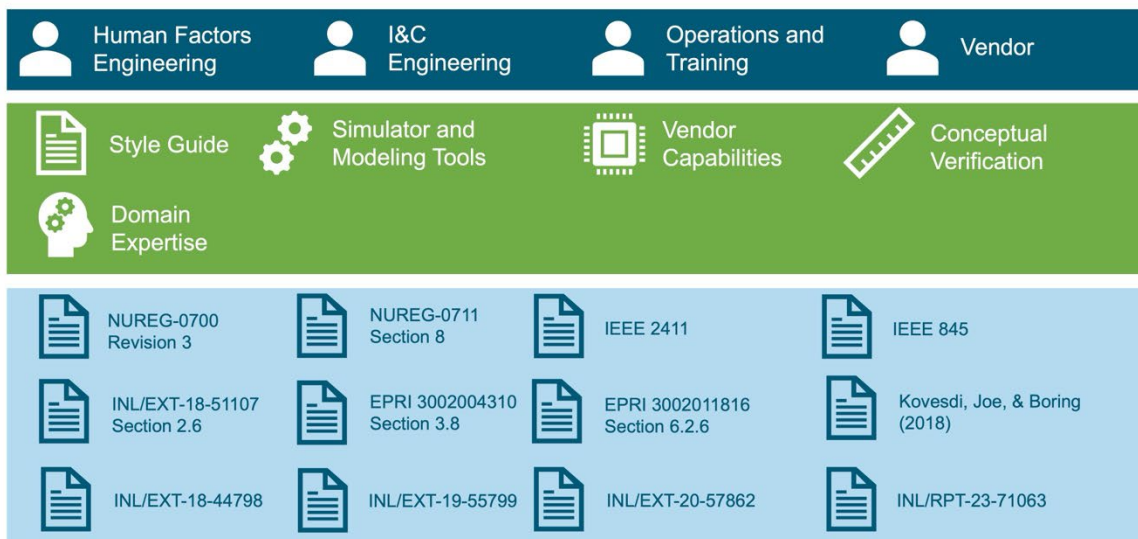 Human Factors
Engineering
I&C
Engineering
Operations and
Training
Vendor
Style Guide
Simulator and
Modeling Tools
Vendor
Capabilities
Conceptual
Verification
Domain
Expertise
NUREG-0700
Revision 3
NUREG-0711
Section 8
IEEE 2411
IEEE 845
INL/EXT-18-51107
Section 2.6
EPRI 3002004310
Section 3.8
EPRI 3002011816
Section 6.2.6
Kovesdi, Joe, & Boring
(2018)
INL/EXT-18-44798
INL/EXT-19-55799
INL/EXT-20-57862
INL/RPT-23-71063